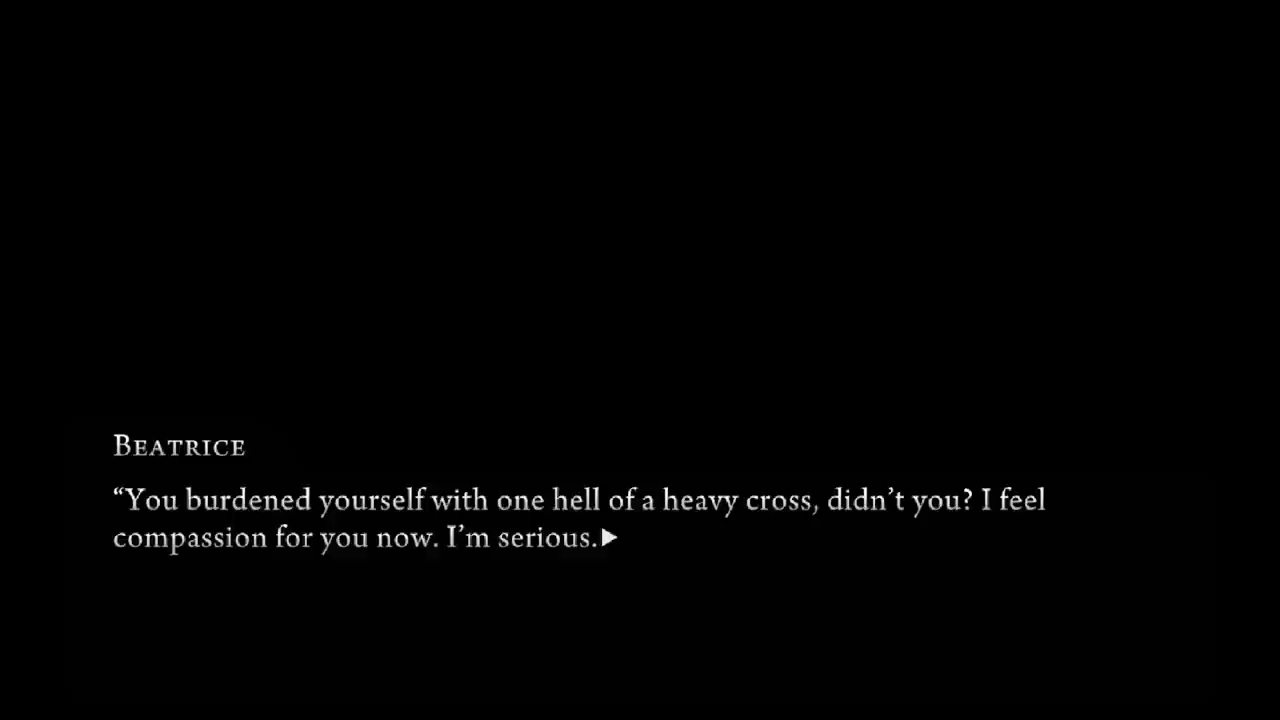 Beatrice
“You burdened yourself with one hell of a heavy cross, didn’t you? I feel
compassion for you now. I’m serious.